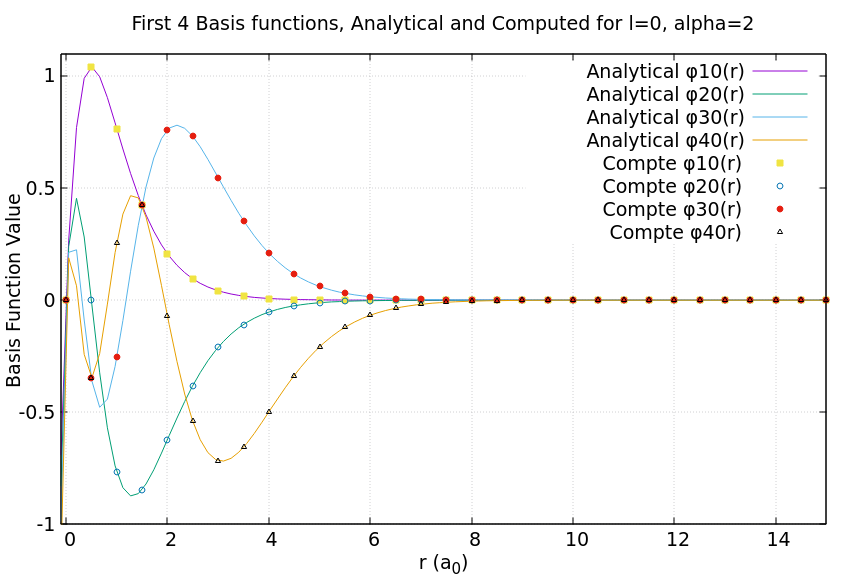 First 4 Basis functions, Analytical and Computed for l=0, alpha=2
Analytical φ10(r)
Analytical φ20(r)
Analytical φ30(r)
Analytical φ40(r)
Compte φ10(r)
Compte φ20(r)
Compte φ30(r)
Compte φ40r)
Basis Function Value
1
0.5
0
-0.5
-1
0 2 4 6 8 10 12 14
r (a0)